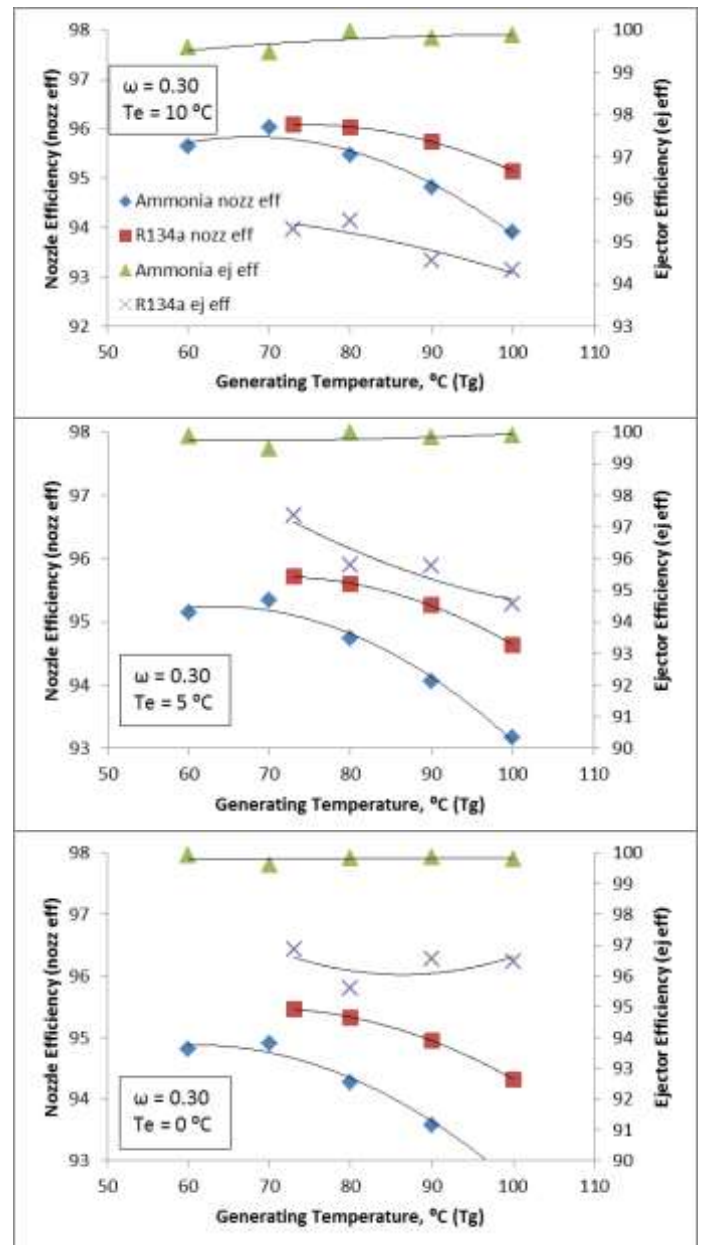 98
97
96
95
94
93
92
Nozzle Efficiency (nozz eff)
ω = 0.30
Te = 10 ⁰C
Ammonia nozz eff
R134a nozz eff
Ammonia ej eff
R134a ej eff
100
99
98
97
96
95
94
93
Ejector Efficiency (ej eff)
50 60 70 80 90 100 110
Generating Temperature, ⁰C (Tg)
98
97
96
95
94
93
Nozzle Efficiency (nozz eff)
ω = 0.30
Te = 5 ⁰C
100
99
98
97
96
95
94
93
92
91
90
Ejector Efficiency (ej eff)
50 60 70 80 90 100 110
Generating Temperature, ⁰C (Tg)
98
97
96
95
94
93
Nozzle Efficiency (nozz eff)
ω = 0.30
Te = 0 ⁰C
100
99
98
97
96
95
94
93
92
91
90
Ejector Efficiency (ej eff)
50 60 70 80 90 100 110
Generating Temperature, ⁰C (Tg)